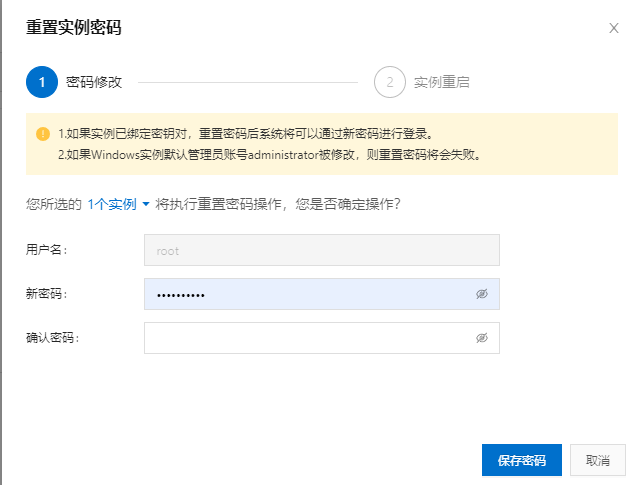 重置实例密码
1 密码修改 2 实例重启
1.如果实例已绑定密钥对，重置密码后系统将可以通过新密码进行登录。
2.如果Windows实例默认管理员账号administrator被修改，则重置密码将会失败。
您所选的 1个实例 将执行重置密码操作，您是否确定操作？
用户名： root
新密码： ••••••••••
确认密码：
保存密码 取消